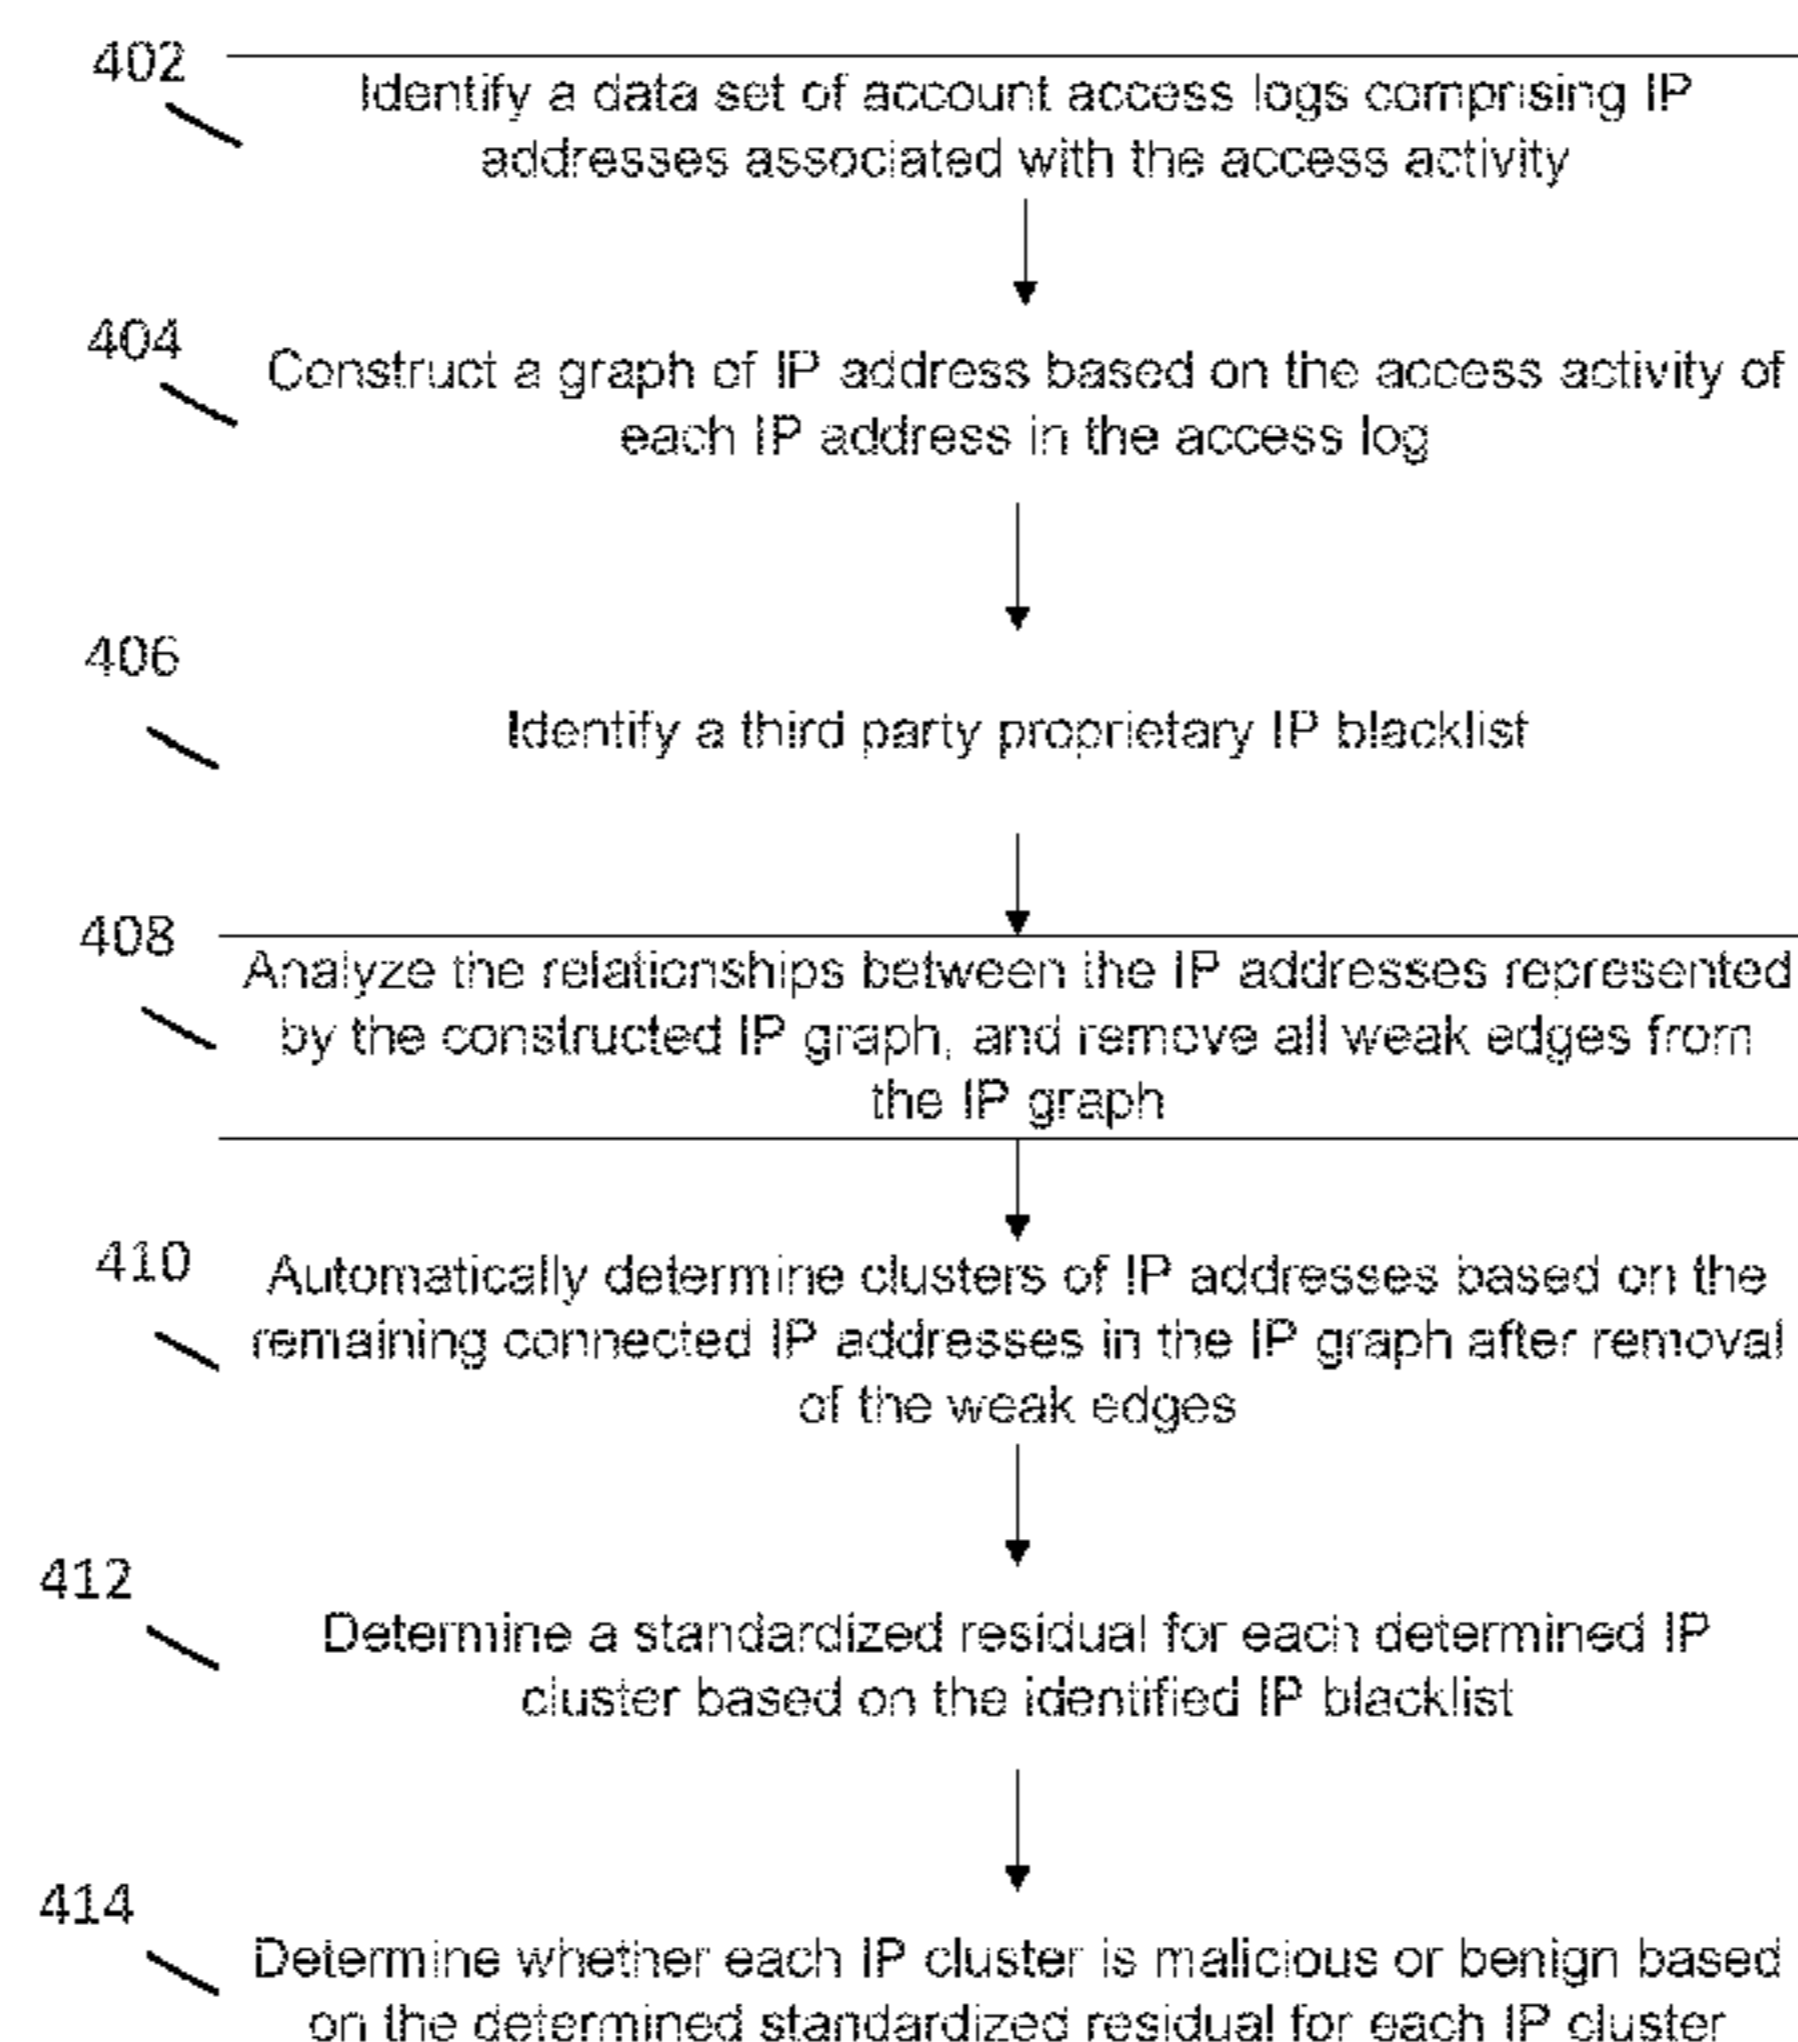 402
Identify a data set of account access logs comprising IP
addresses associated with the access activity
404
Construct a graph of IP address based on the access activity of
each IP address in the access log
406
Identify a third party proprietary IP blacklist
408
Analyze the relationships between the IP addresses represented
by the constructed IP graph, and remove all weak edges from
the IP graph
410
Automatically determine clusters of IP addresses based on the
remaining connected IP addresses in the IP graph after removal
of the weak edges
412
Determine a standardized residual for each determined IP
cluster based on the identified IP blacklist
414
Determine whether each IP cluster is malicious or benign based
on the determined standardized residual for each IP cluster